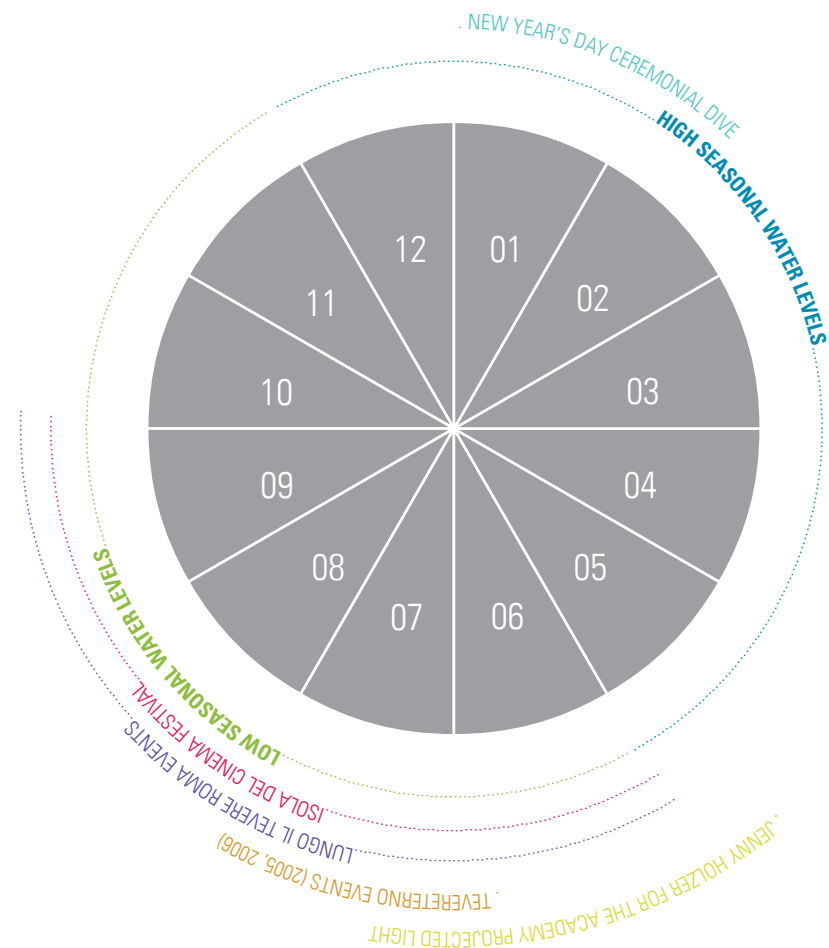 . NEW YEAR'S DAY CEREMONIAL DIVE
HIGH SEASONAL WATER LEVELS
12
01
11
02
10
03
09
04
08
05
07
06
LOW SEASONAL WATER LEVELS
ISOLA DEL CINEMA FESTIVAL
LUNGO IL TEVERE ROMA EVENTS
. TEVERETERNO EVENTS (2005, 2006)
. JENNY HOLZER FOR THE ACADEMY PROJECTED LIGHT